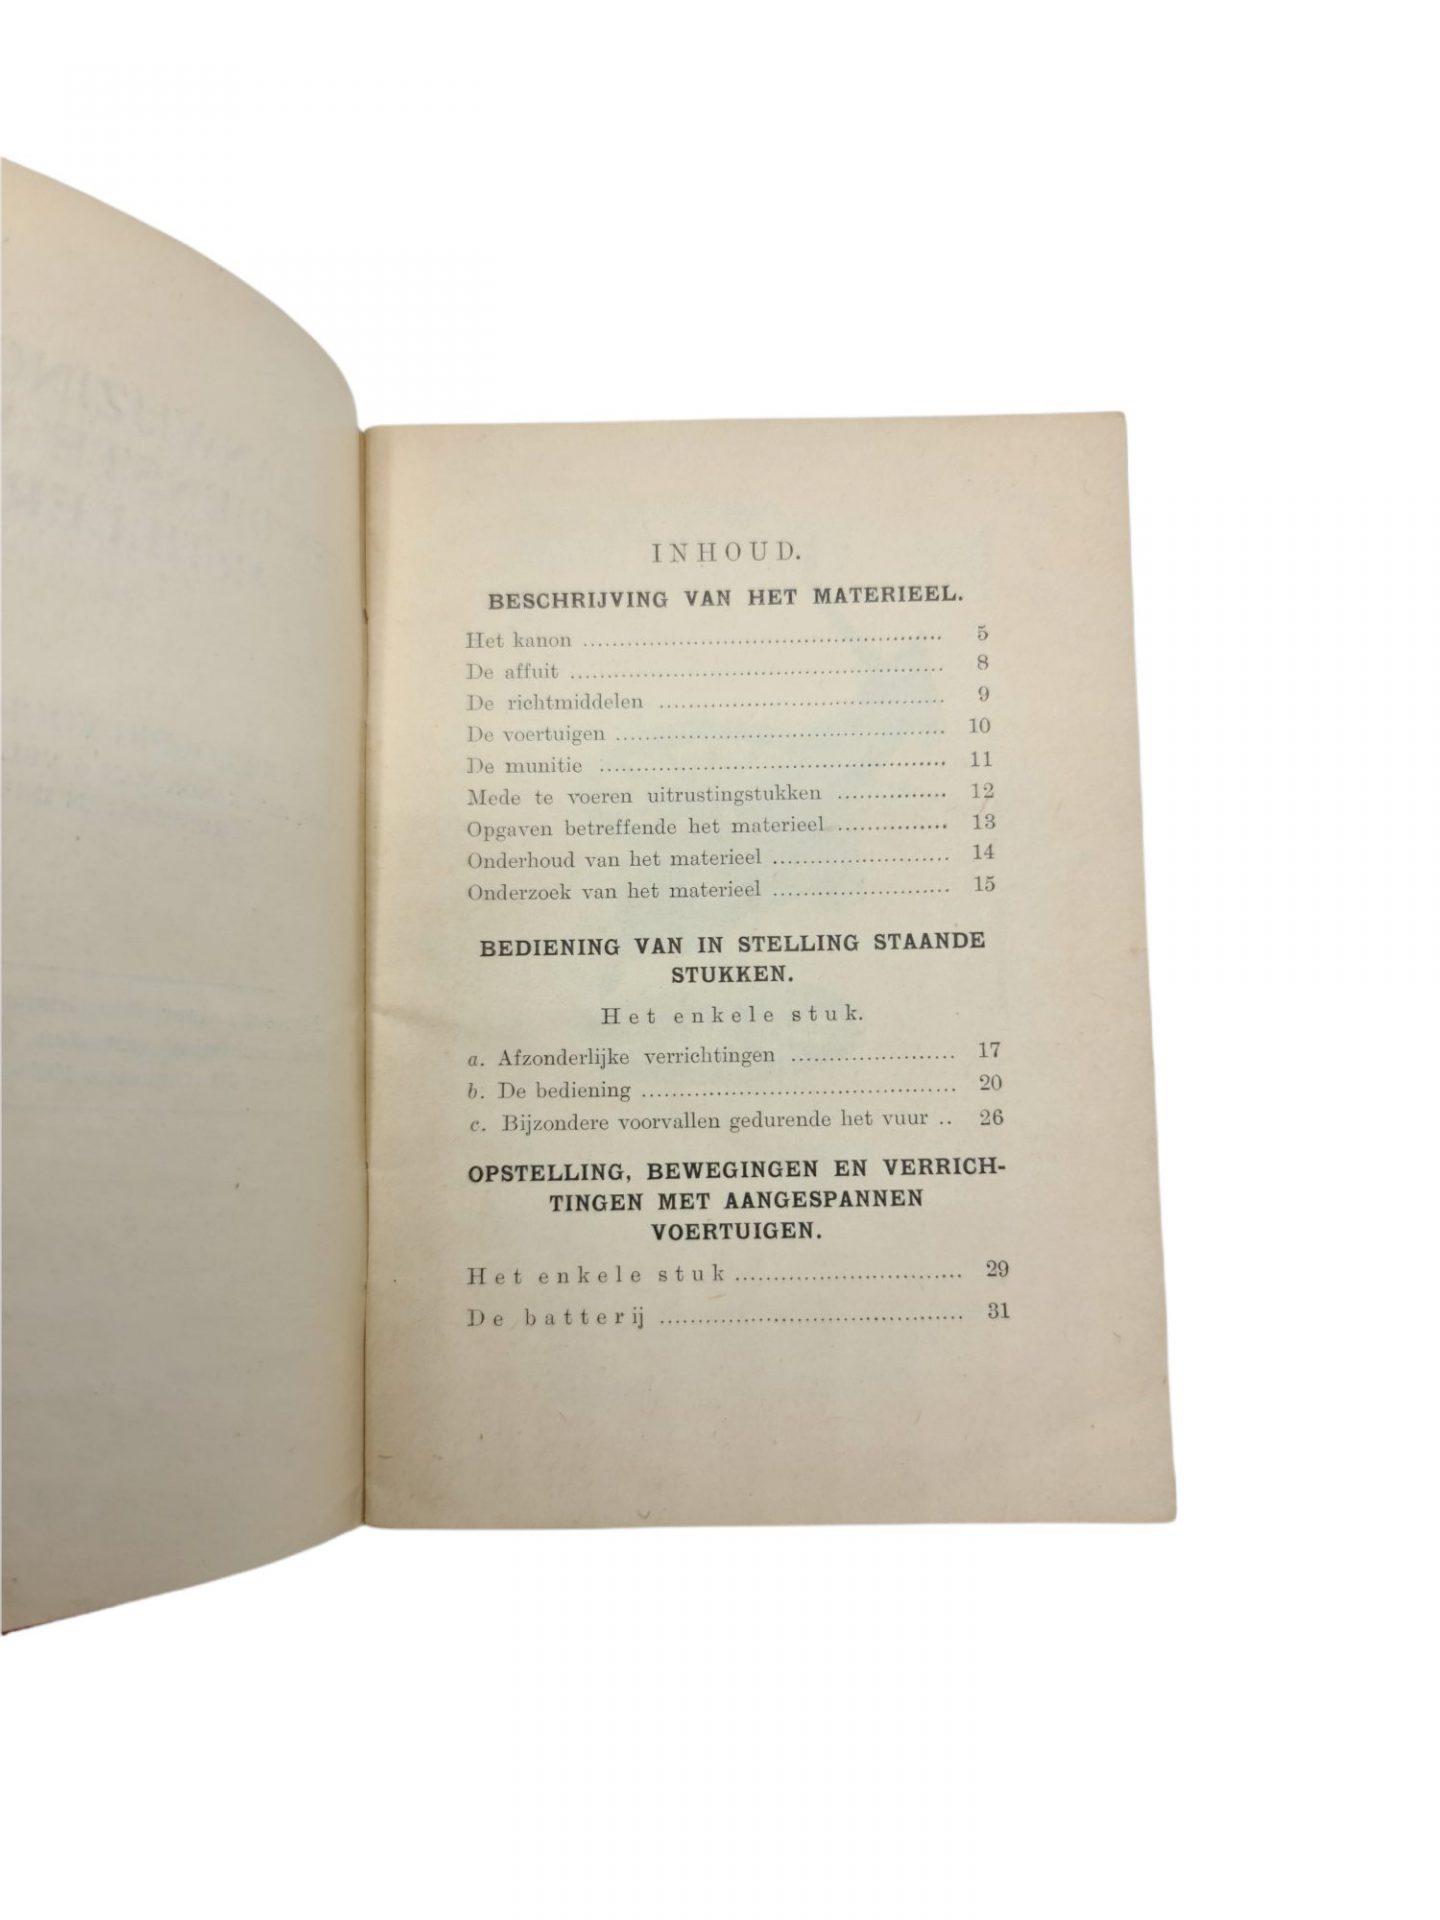 INHOUD.
BESCHRIJVING VAN HET MATERIEEL.
Het kanon ............................................... 5
De affuit ................................................. 8
De richtmiddelen ..................................... 9
De voertuigen ........................................... 10
De munitie .............................................. 11
Mede te voeren uitrustingstukken ............... 12
Opgaven betreffende het materieel ............... 13
Onderhoud van het materieel ........................ 14
Onderzoek van het materieel ........................ 15
BEDIENING VAN IN STELLING STAANDE
STUKKEN.
Het enkele stuk.
a. Afzonderlijke verrichtingen ...................... 17
b. De bediening ......................................... 20
c. Bijzondere voorvallen gedurende het vuur .. 26
OPSTELLING, BEWEGINGEN EN VERRICH-
TINGEN MET AANGESPANNEN
VOERTUIGEN.
Het enkele stuk .............................. 29
De batterij ........................................ 31